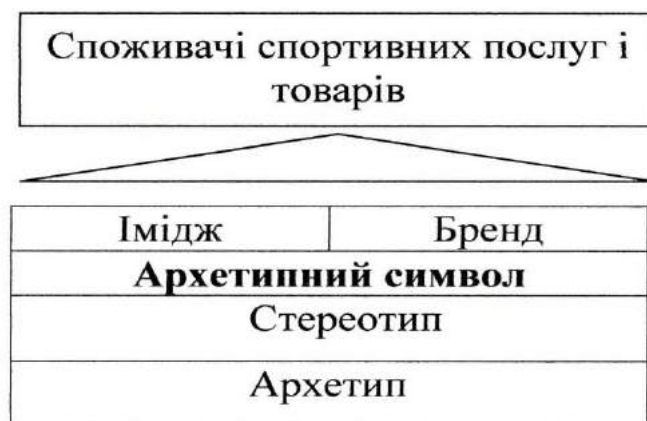 Споживачі спортивних послуг і
товарів
Імідж Бренд
Архетипний символ
Стереотип
Архетип